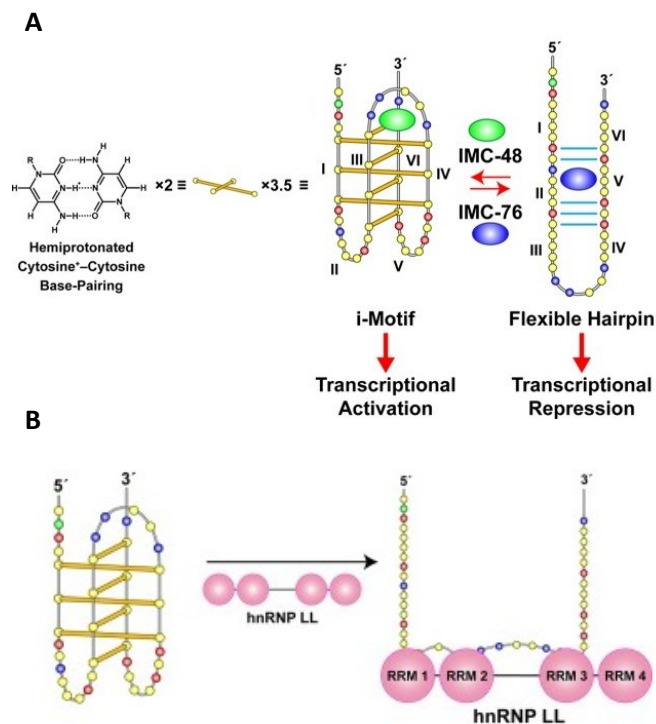 A
5´
3´
5´
3´
R
O
H
N
H
H
H
N
H⁺
N
H
H
N
H
O
R
H
×2 ≡
×3.5 ≡
Hemiprotonated
Cytosine⁺–Cytosine
Base-Pairing
I
II
III
VI
IV
V
IMC-48
IMC-76
I
II
III
VI
V
IV
i-Motif
Flexible Hairpin
Transcriptional
Activation
Transcriptional
Repression
B
5´
3´
hnRNP LL
5´
3´
RRM 1
RRM 2
RRM 3
RRM 4
hnRNP LL